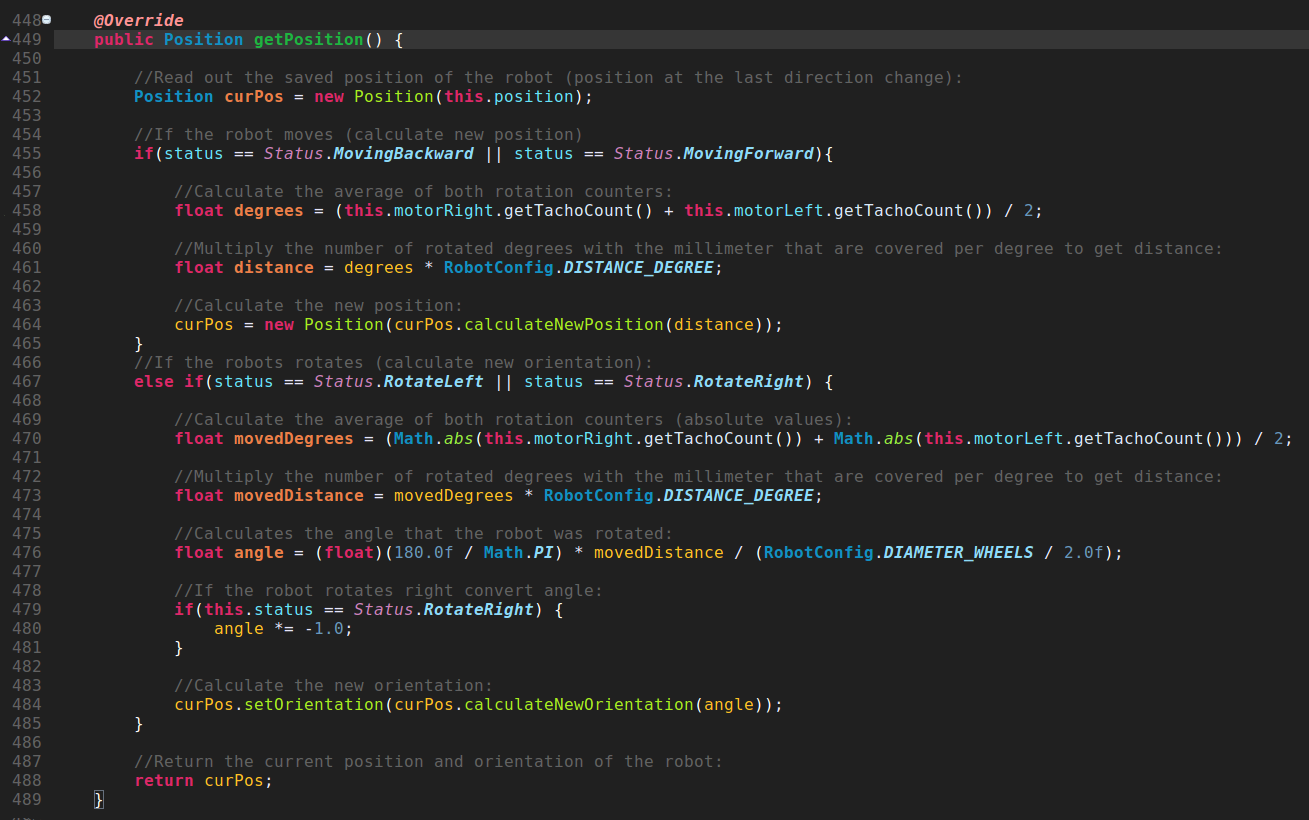 448 @Override
449 public Position getPosition() {
450
451 //Read out the saved position of the robot (position at the last direction change):
452 Position curPos = new Position(this.position);
453
454 //If the robot moves (calculate new position)
455 if(status == Status.MovingBackward || status == Status.MovingForward){
456
457 //Calculate the average of both rotation counters:
458 float degrees = (this.motorRight.getTachoCount() + this.motorLeft.getTachoCount()) / 2;
459
460 //Multiply the number of rotated degrees with the millimeter that are covered per degree to get distance:
461 float distance = degrees * RobotConfig.DISTANCE_DEGREE;
462
463 //Calculate the new position:
464 curPos = new Position(curPos.calculateNewPosition(distance));
465 }
466 //If the robots rotates (calculate new orientation):
467 else if(status == Status.RotateLeft || status == Status.RotateRight) {
468
469 //Calculate the average of both rotation counters (absolute values):
470 float movedDegrees = (Math.abs(this.motorRight.getTachoCount()) + Math.abs(this.motorLeft.getTachoCount())) / 2;
471
472 //Multiply the number of rotated degrees with the millimeter that are covered per degree to get distance:
473 float movedDistance = movedDegrees * RobotConfig.DISTANCE_DEGREE;
474
475 //Calculates the angle that the robot was rotated:
476 float angle = (float)(180.0f / Math.PI) * movedDistance / (RobotConfig.DIAMETER_WHEELS / 2.0f);
477
478 //If the robot rotates right convert angle:
479 if(this.status == Status.RotateRight) {
480 angle *= -1.0;
481 }
482
483 //Calculate the new orientation:
484 curPos.setOrientation(curPos.calculateNewOrientation(angle));
485 }
486
487 //Return the current position and orientation of the robot:
488 return curPos;
489 }